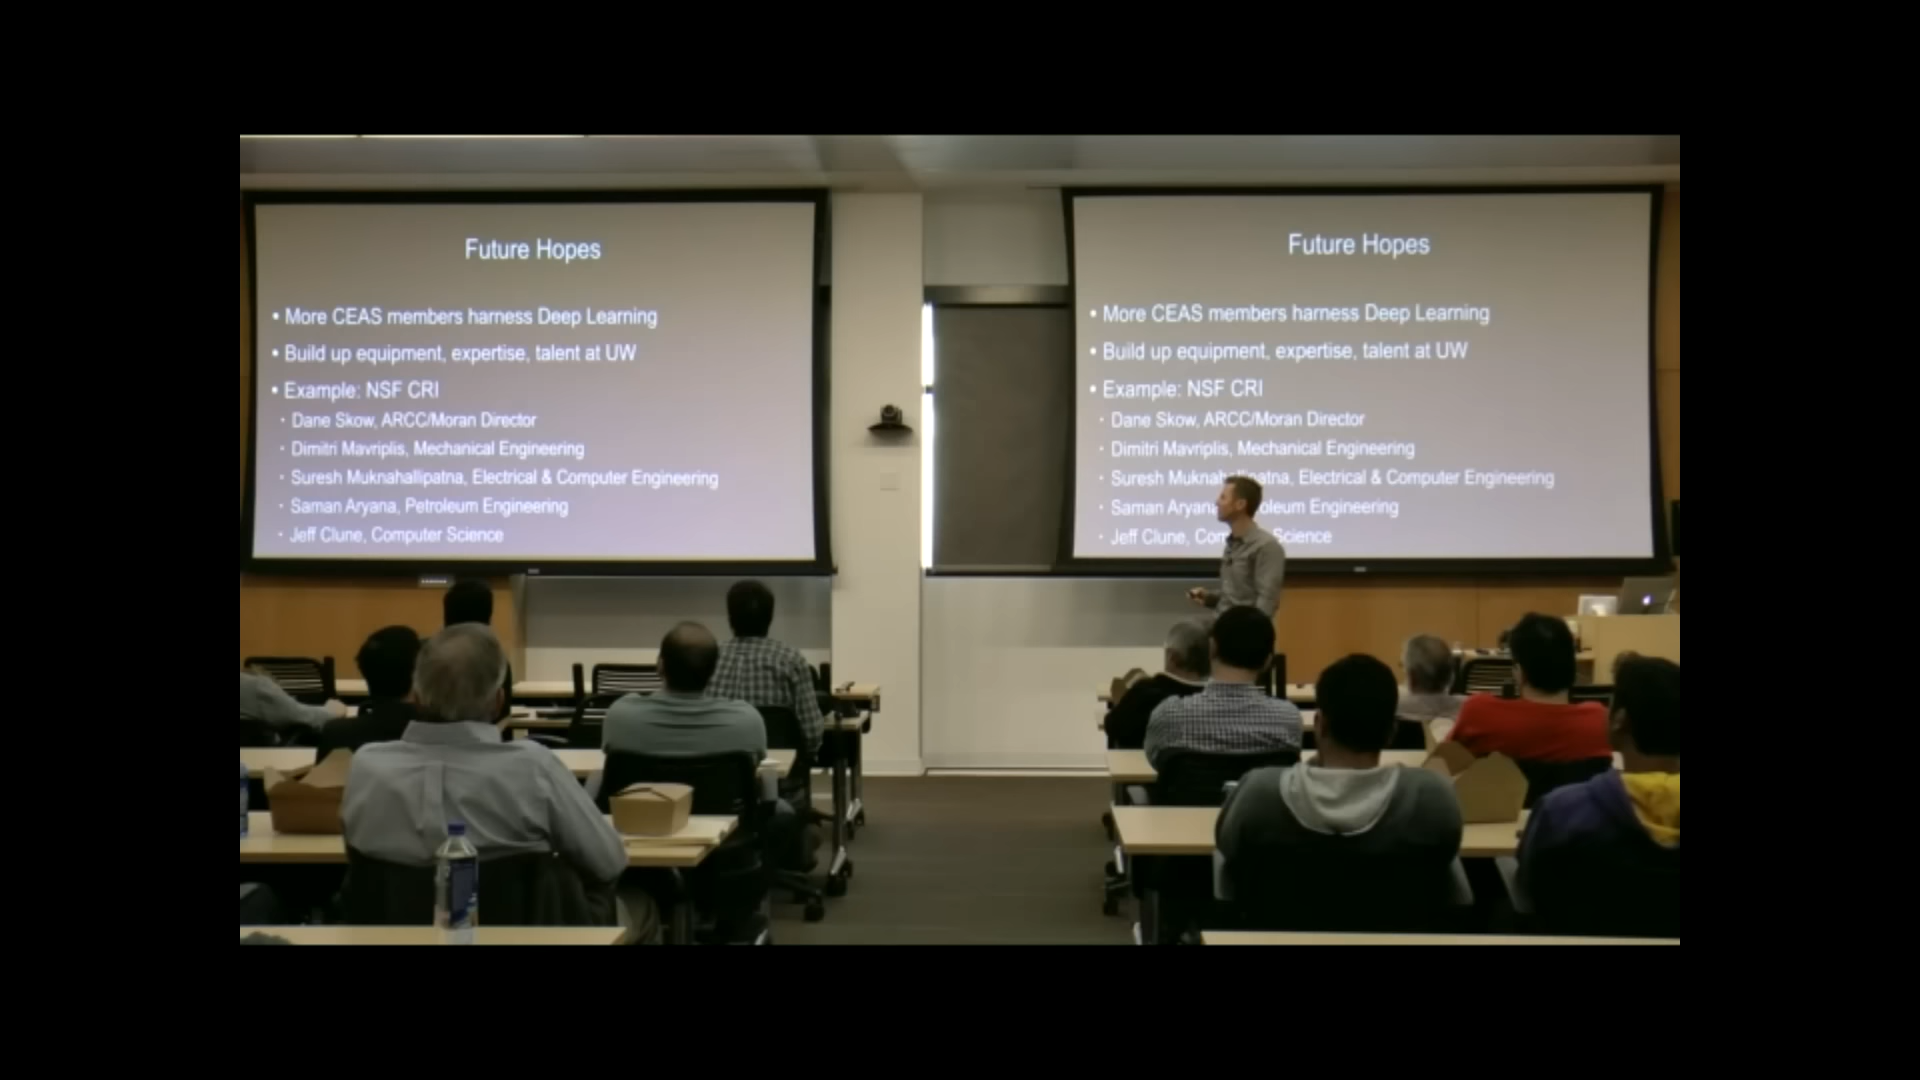 Future Hopes
• More CEAS members harness Deep Learning
• Build up equipment, expertise, talent at UW
• Example: NSF CRI
· Dane Skow, ARCC/Moran Director
· Dimitri Mavriplis, Mechanical Engineering
· Suresh Muknahallipatna, Electrical & Computer Engineering
· Saman Aryana, Petroleum Engineering
· Jeff Clune, Computer Science
Future Hopes
• More CEAS members harness Deep Learning
• Build up equipment, expertise, talent at UW
• Example: NSF CRI
· Dane Skow, ARCC/Moran Director
· Dimitri Mavriplis, Mechanical Engineering
· Suresh Muknahallipatna, Electrical & Computer Engineering
· Saman Aryana, Petroleum Engineering
· Jeff Clune, Computer Science